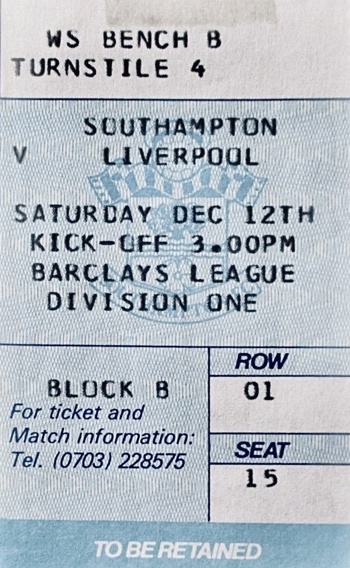 WS BENCH B
TURNSTILE 4
SOUTHAMPTON
V LIVERPOOL
SATURDAY DEC 12TH
KICK-OFF 3.00PM
BARCLAYS LEAGUE
DIVISION ONE
ROW
BLOCK B 01
For ticket and
Match information:
Tel. (0703) 228575
SEAT
15
TO BE RETAINED